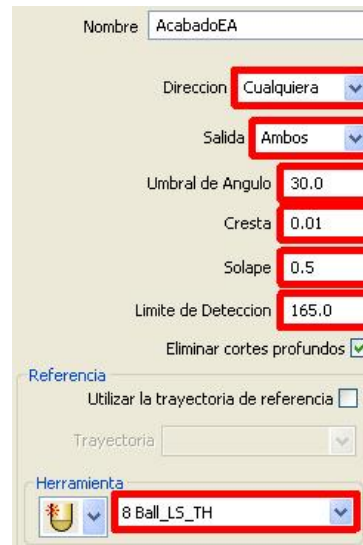 Nombre AcabadoEA
Direccion Cualquiera
Salida Ambos
Umbral de Angulo 30.0
Cresta 0.01
Solape 0.5
Limite de Deteccion 165.0
Eliminar cortes profundos
Referencia
Utilizar la trayectoria de referencia
Trayectoria
Herramienta
8 Ball_LS_TH